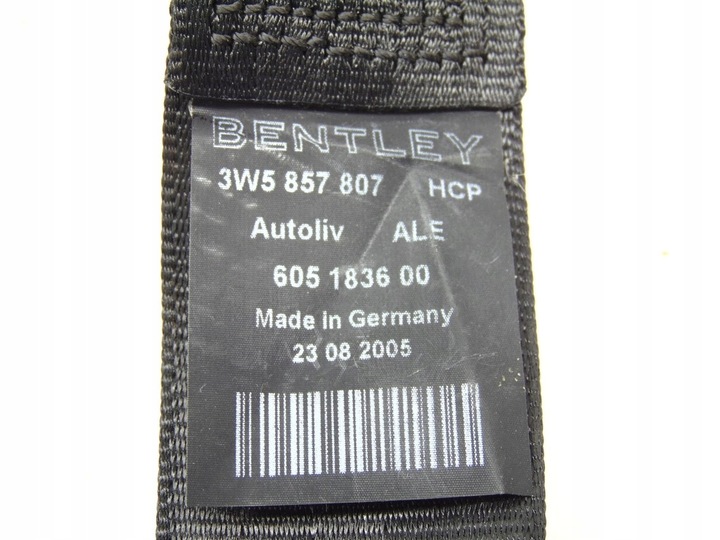 BENTLEY
3W5 857 807 HCP
Autoliv ALE
605 1836 00
Made in Germany
23 08 2005